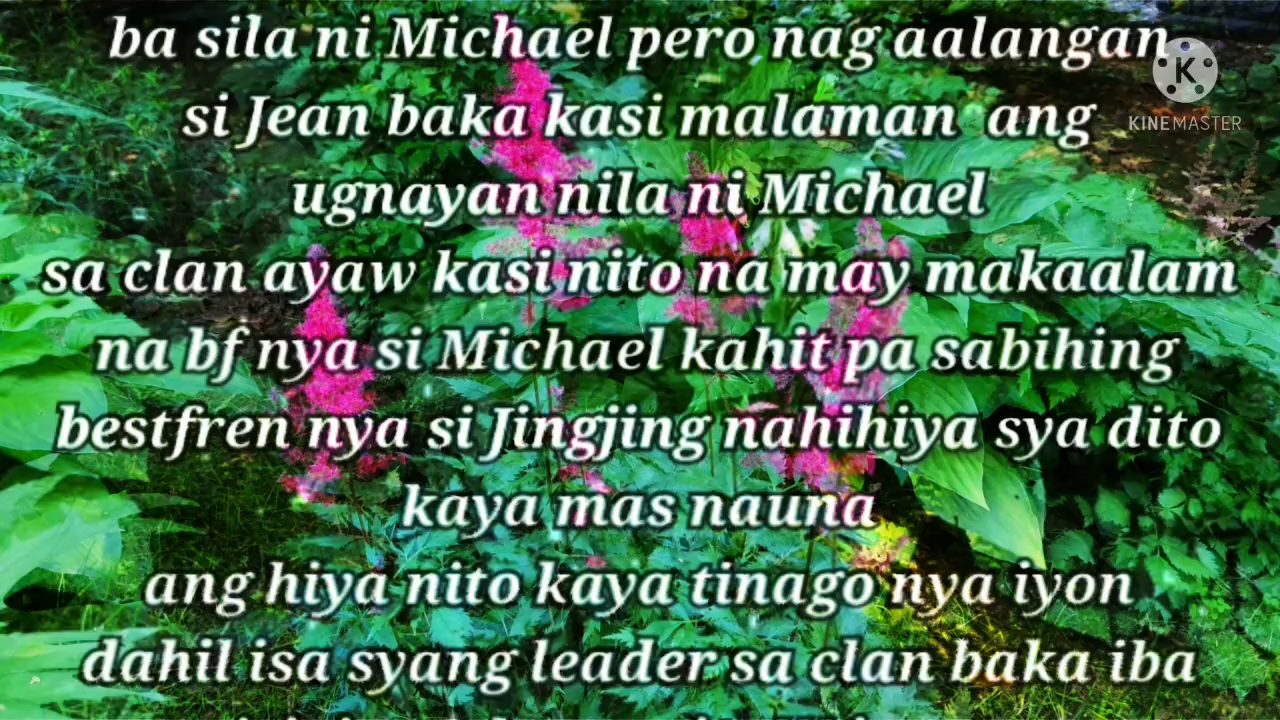 ba sila ni Michael pero nag aalangan
KINEMASTER
si Jean baka kasi malaman ang
ugnayan nila ni Michael
sa clan ayaw kasi nito na may makaalam
na bf nya si Michael kahit pa sabihing
bestfren nya si Jingjing nahihiya sya dito
kaya mas nauna
ang hiya nito kaya tinago nya iyon
dahil isa syang leader sa clan baka iba